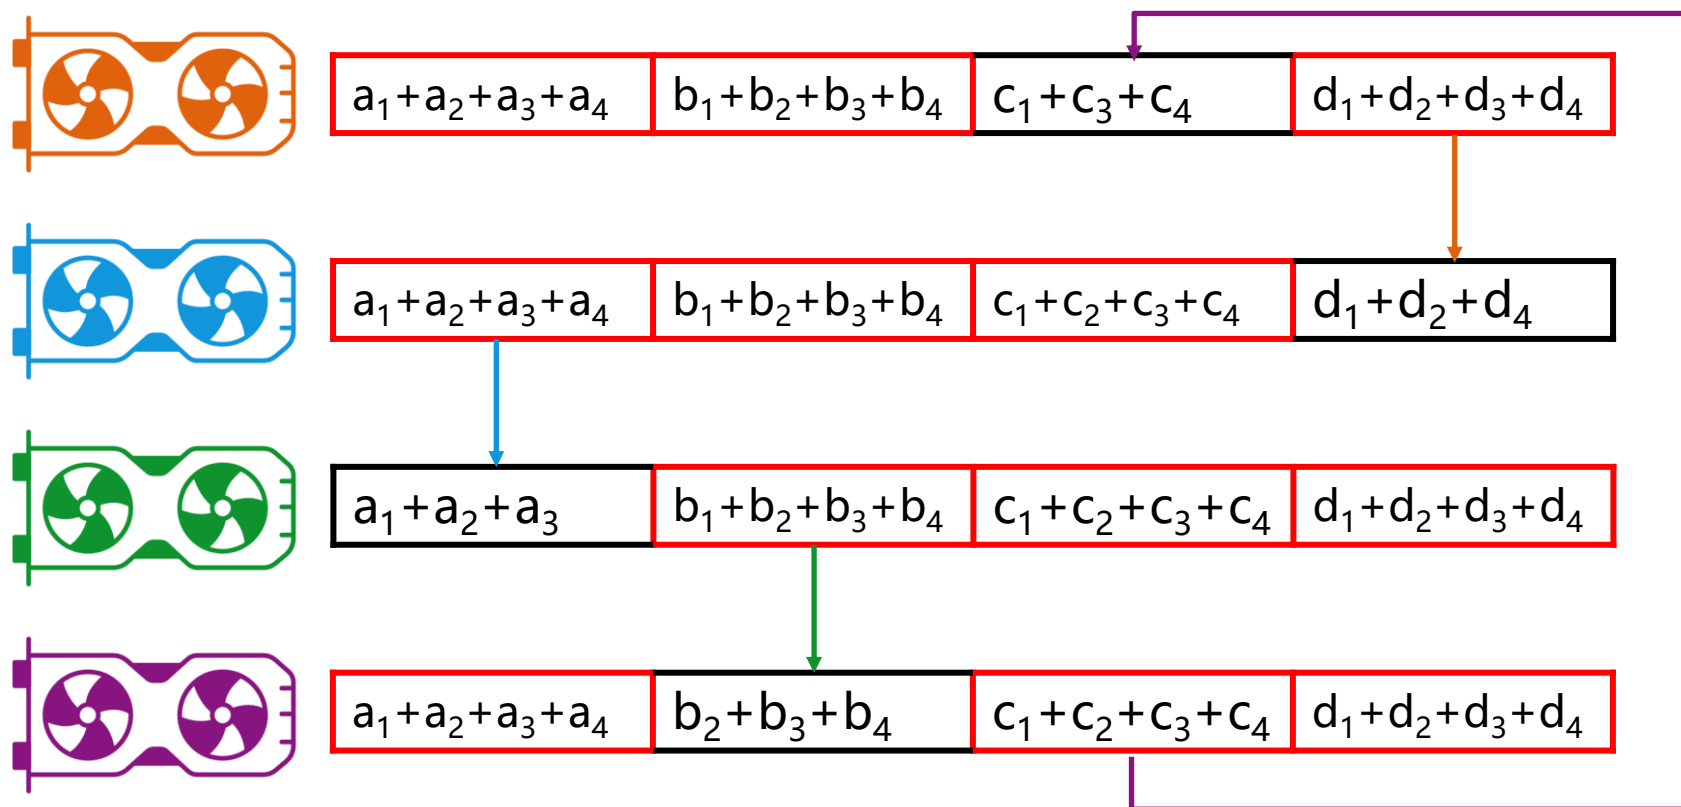 a₁+a₂+a₃+a₄ b₁+b₂+b₃+b₄ c₁+c₃+c₄ d₁+d₂+d₃+d₄
a₁+a₂+a₃+a₄ b₁+b₂+b₃+b₄ c₁+c₂+c₃+c₄ d₁+d₂+d₄
a₁+a₂+a₃ b₁+b₂+b₃+b₄ c₁+c₂+c₃+c₄ d₁+d₂+d₃+d₄
a₁+a₂+a₃+a₄ b₂+b₃+b₄ c₁+c₂+c₃+c₄ d₁+d₂+d₃+d₄